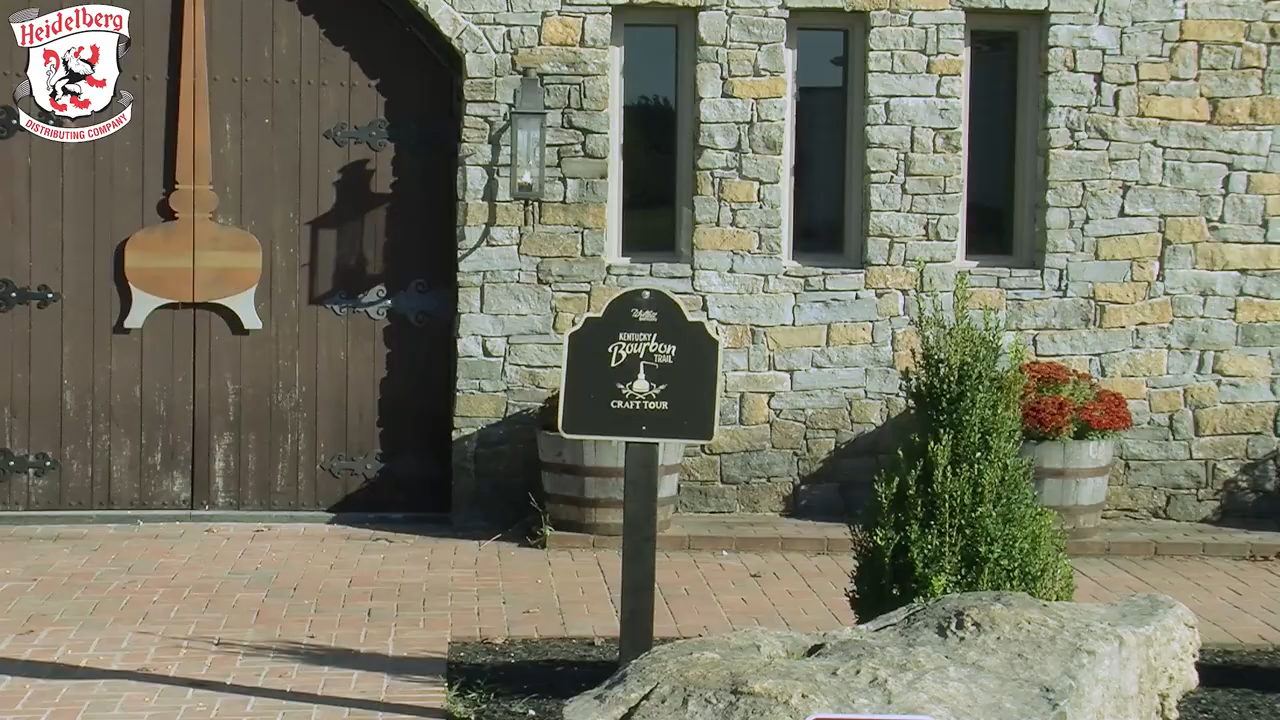 Heidelberg
DISTRIBUTING COMPANY
KENTUCKY
Bourbon
TRAIL
CRAFT TOUR